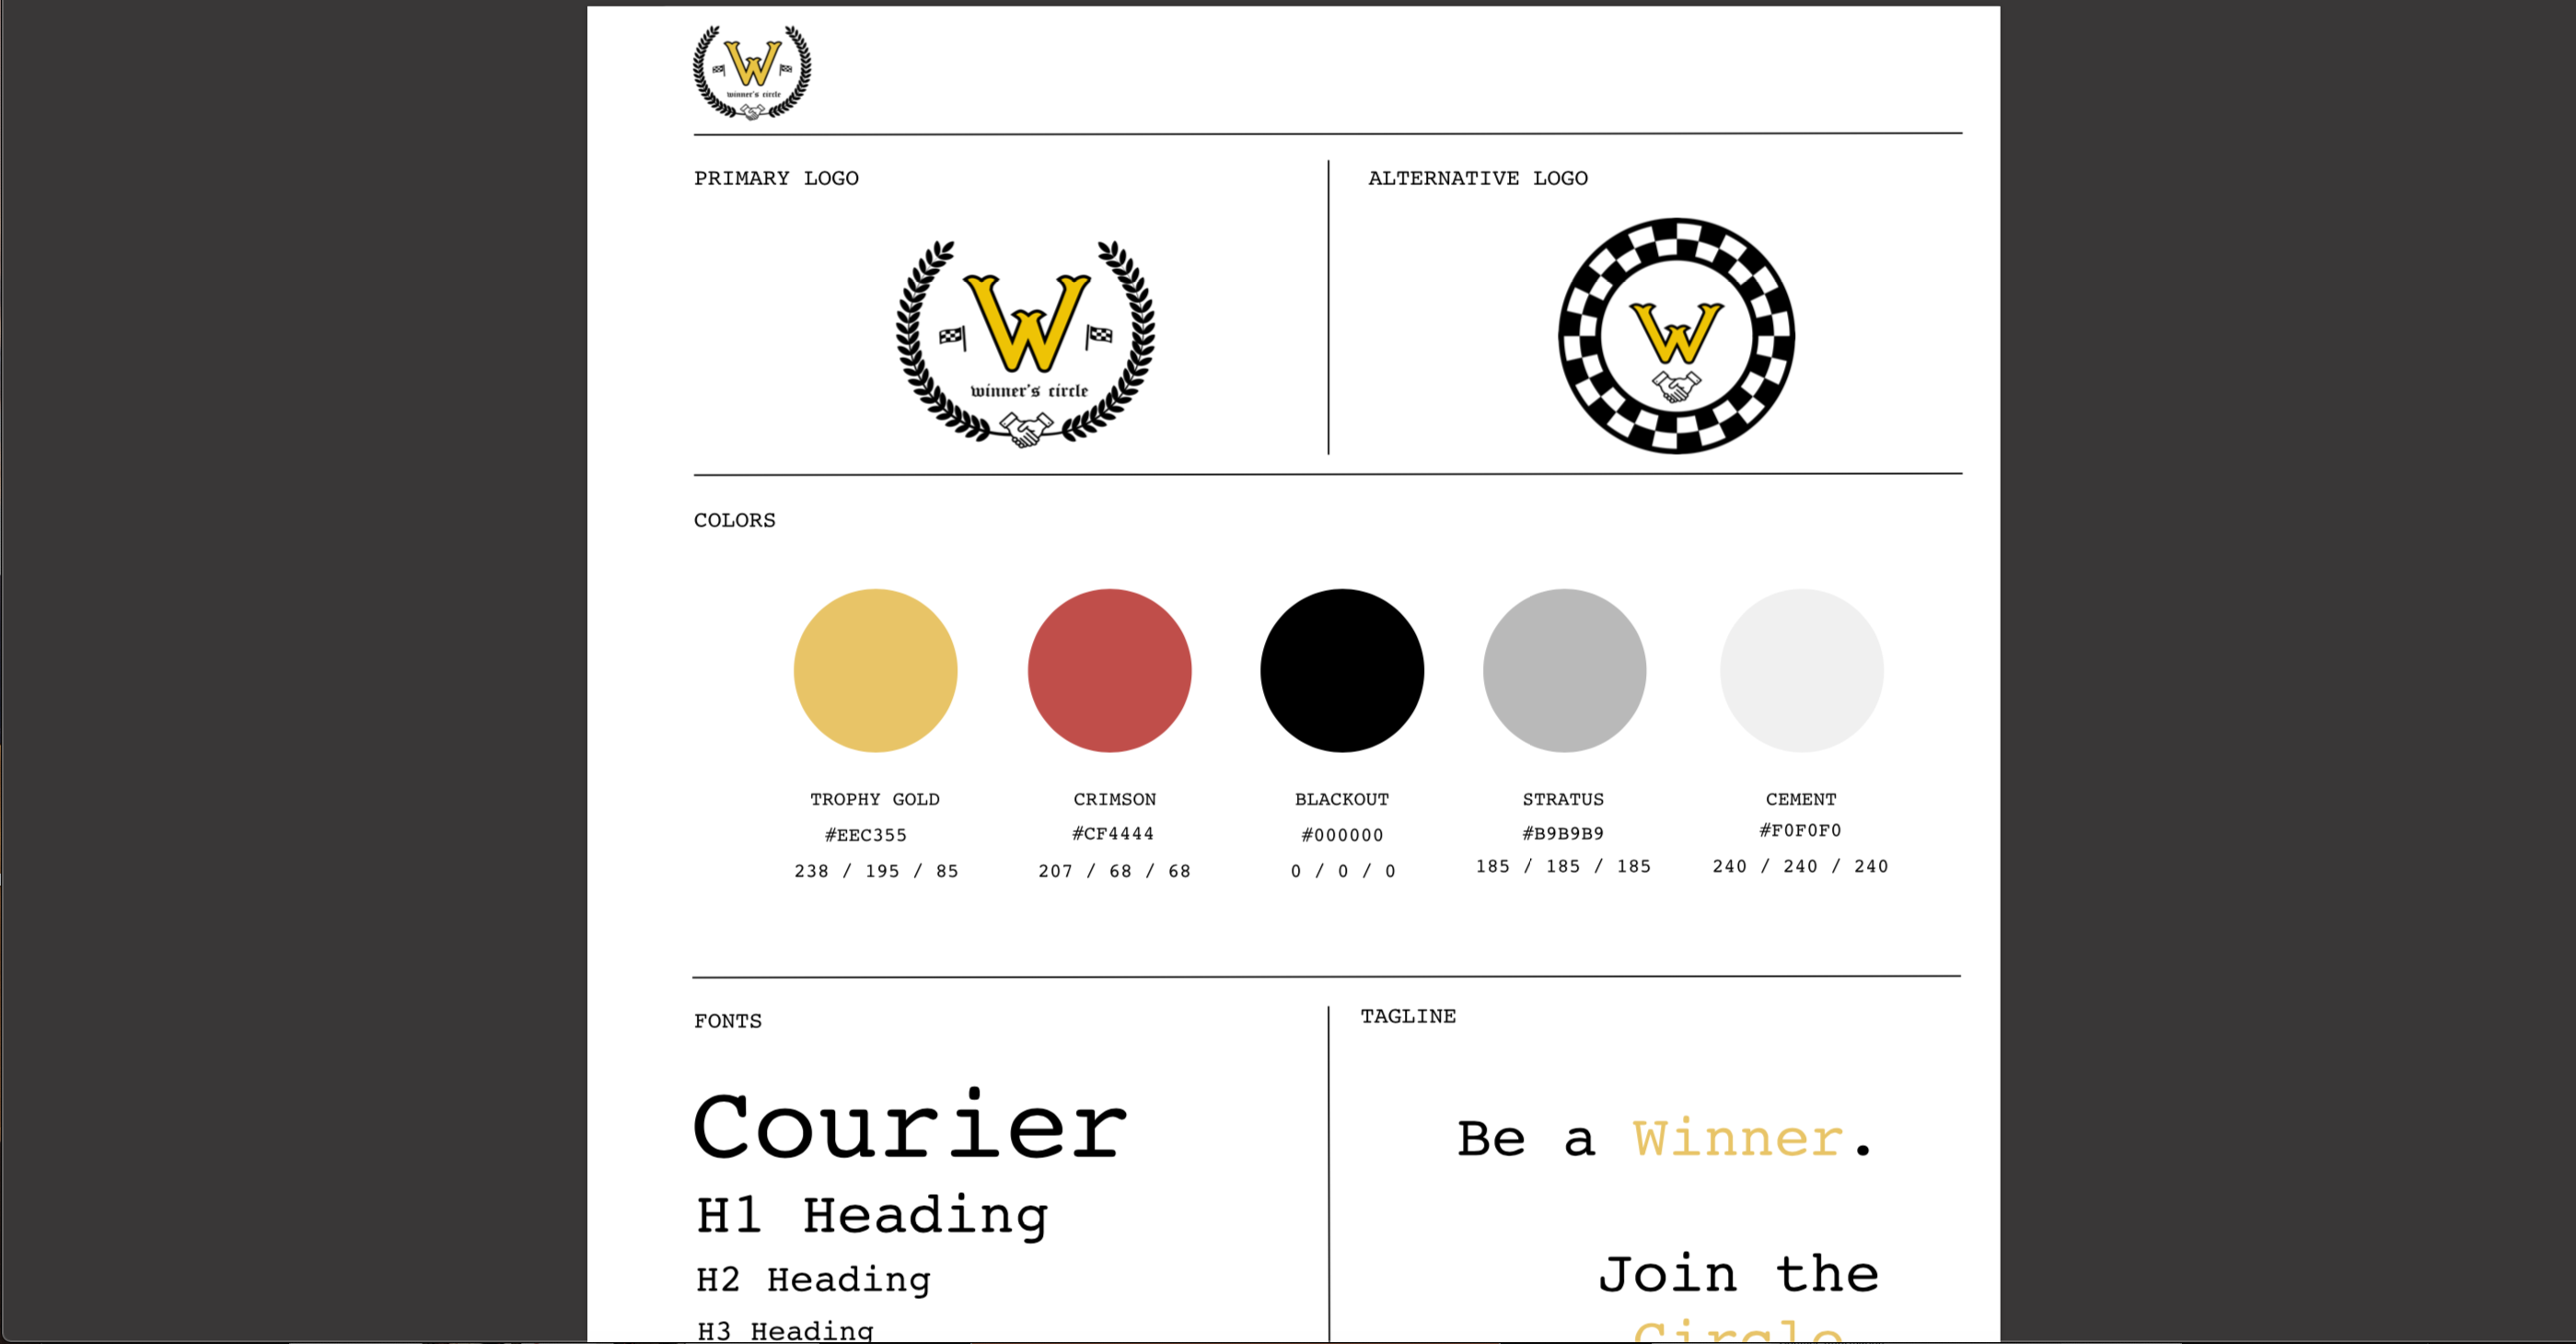 W
winner's circle
PRIMARY LOGO
W
winner's circle
ALTERNATIVE LOGO
W
COLORS
TROPHY GOLD
#EEC355
238 / 195 / 85
CRIMSON
#CF4444
207 / 68 / 68
BLACKOUT
#000000
0 / 0 / 0
STRATUS
#B9B9B9
185 / 185 / 185
CEMENT
#F0F0F0
240 / 240 / 240
FONTS
Courier
H1 Heading
H2 Heading
H3 Heading
TAGLINE
Be a Winner.
Join the
Circle